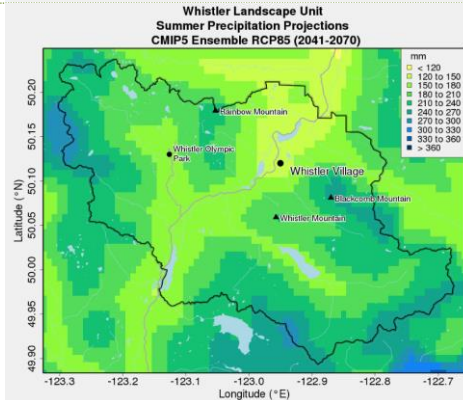 Whistler Landscape Unit
Summer Precipitation Projections
CMIP5 Ensemble RCP85 (2041-2070)
mm
< 120
120 to 150
150 to 180
180 to 210
210 to 240
240 to 270
270 to 300
300 to 330
330 to 360
> 360
Rainbow Mountain
Whistler Olympic
Park
Whistler Village
Blackcomb Mountain
Whistler Mountain
Latitude (°N)
50.20
50.15
50.10
50.05
50.00
49.95
49.90
-123.3
-123.2
-123.1
-123.0
-122.9
-122.8
-122.7
Longitude (°E)